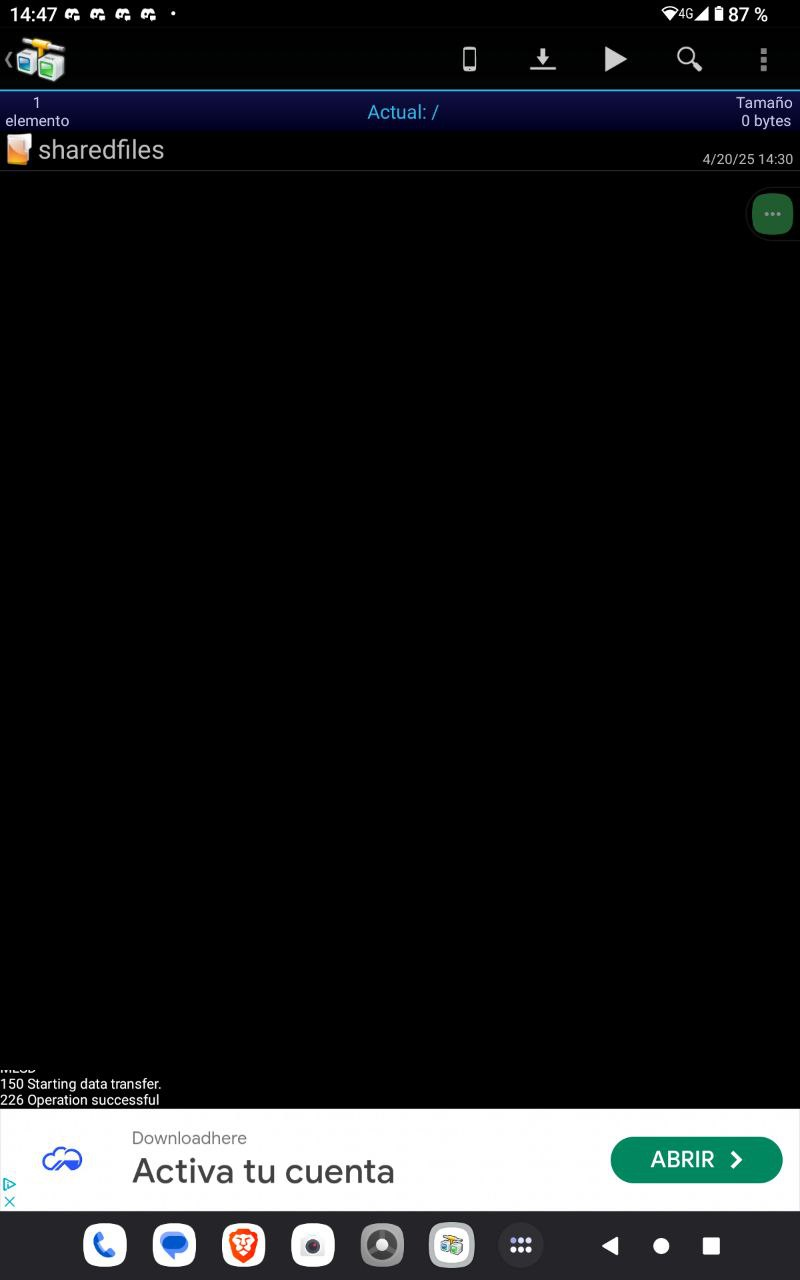 14:47
4G
87 %
1
elemento
Actual: /
Tamaño
0 bytes
sharedfiles
4/20/25 14:30
150 Starting data transfer.
226 Operation successful
Downloadhere
Activa tu cuenta
ABRIR